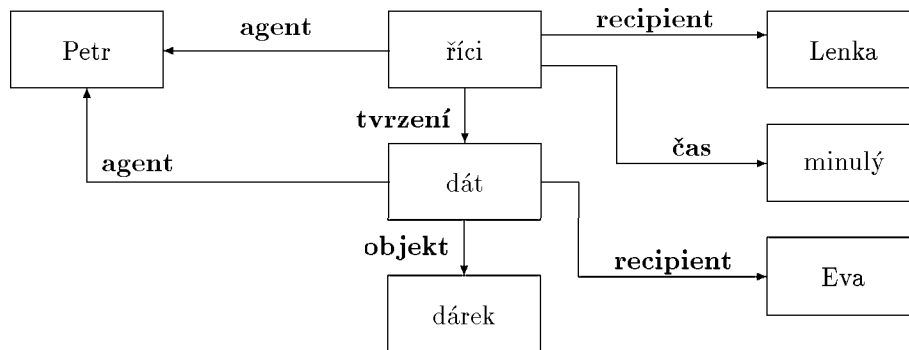 agent
recipient
Petr
říci
Lenka
tvrzení
čas
agent
minulý
dát
objekt
recipient
Eva
dárek